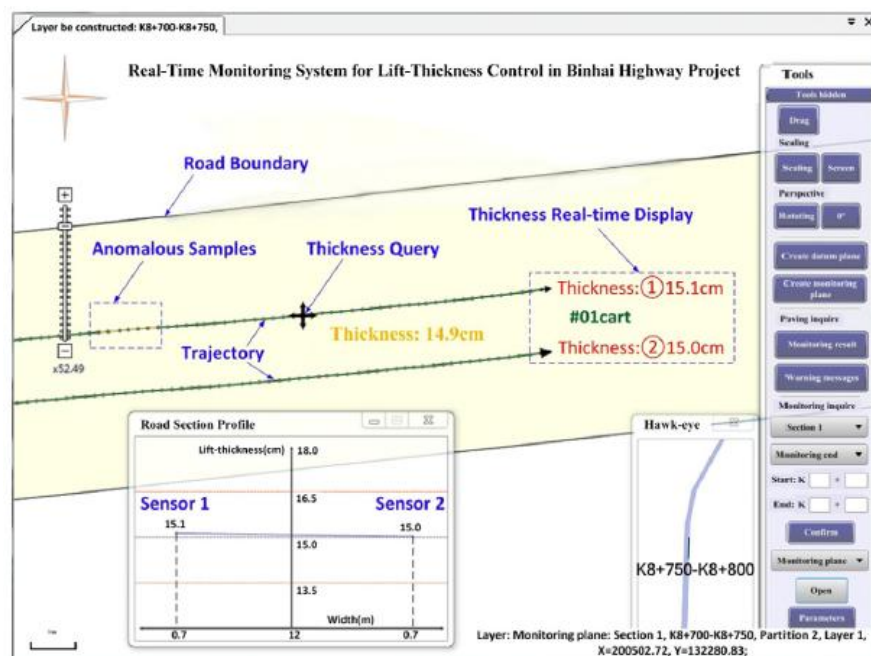 Layer be constructed: K8+700-K8+750,
Real-Time Monitoring System for Lift-Thickness Control in Binhai Highway Project
Road Boundary
Thickness Real-time Display
Anomalous Samples
Thickness Query
Thickness: ① 15.1cm
#01cart
Thickness: 14.9cm
Thickness: ② 15.0cm
Trajectory
x52.49
Road Section Profile
Lift-thickness(cm)
18.0
16.5
Sensor 1
Sensor 2
15.1
15.0
15.0
13.5
Width(m)
0.7
12
0.7
Hawk-eye
K8+750-K8+800
Tools
Tools hidden
Drag
Scaling
Scaling
Screen
Perspective
Rotating
0°
Create datum plane
Create monitoring
plane
Paving inquire
Monitoring result
Warning messages
Monitoring inquire
Section 1
Monitoring end
Start: K +
End: K +
Confirm
Monitoring plane
Open
Parameters
Layer: Monitoring plane: Section 1, K8+700-K8+750, Partition 2, Layer 1,
X=200502.72, Y=132280.83;